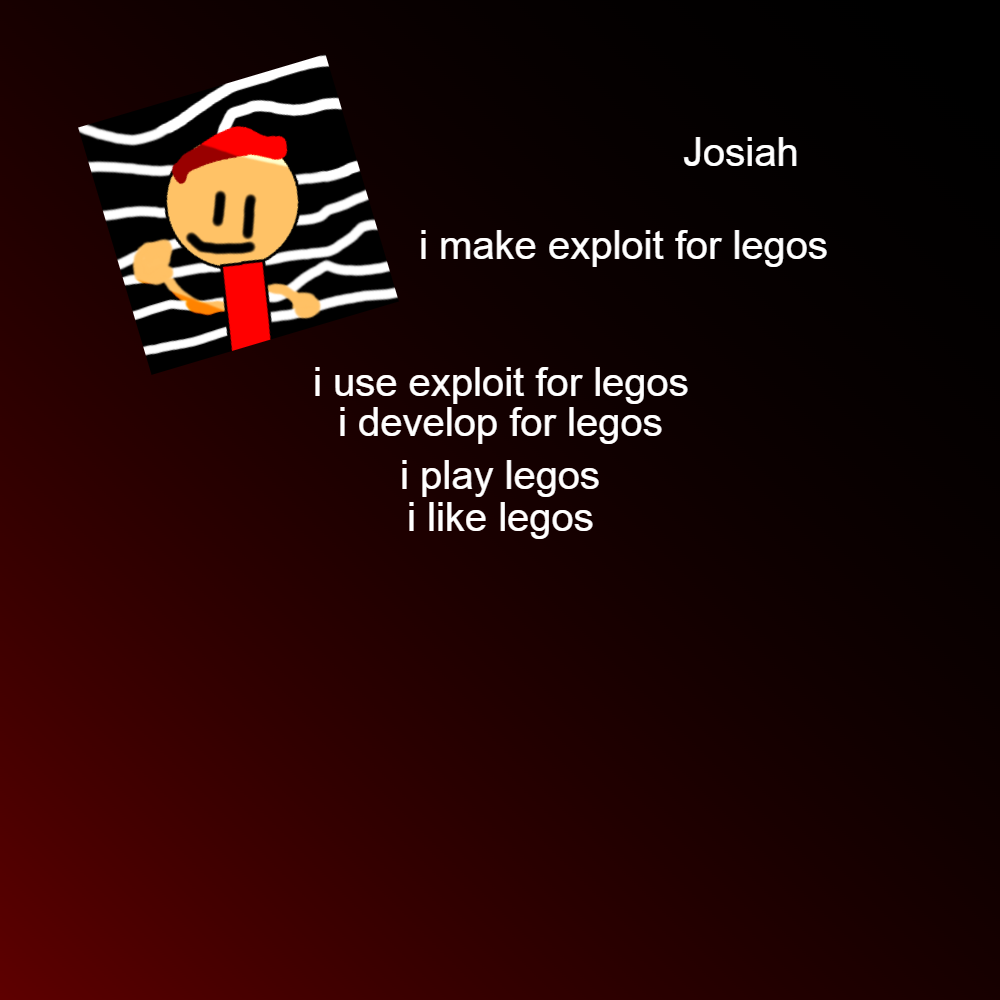 Josiah
i make exploit for legos
i use exploit for legos
i develop for legos
i play legos
i like legos